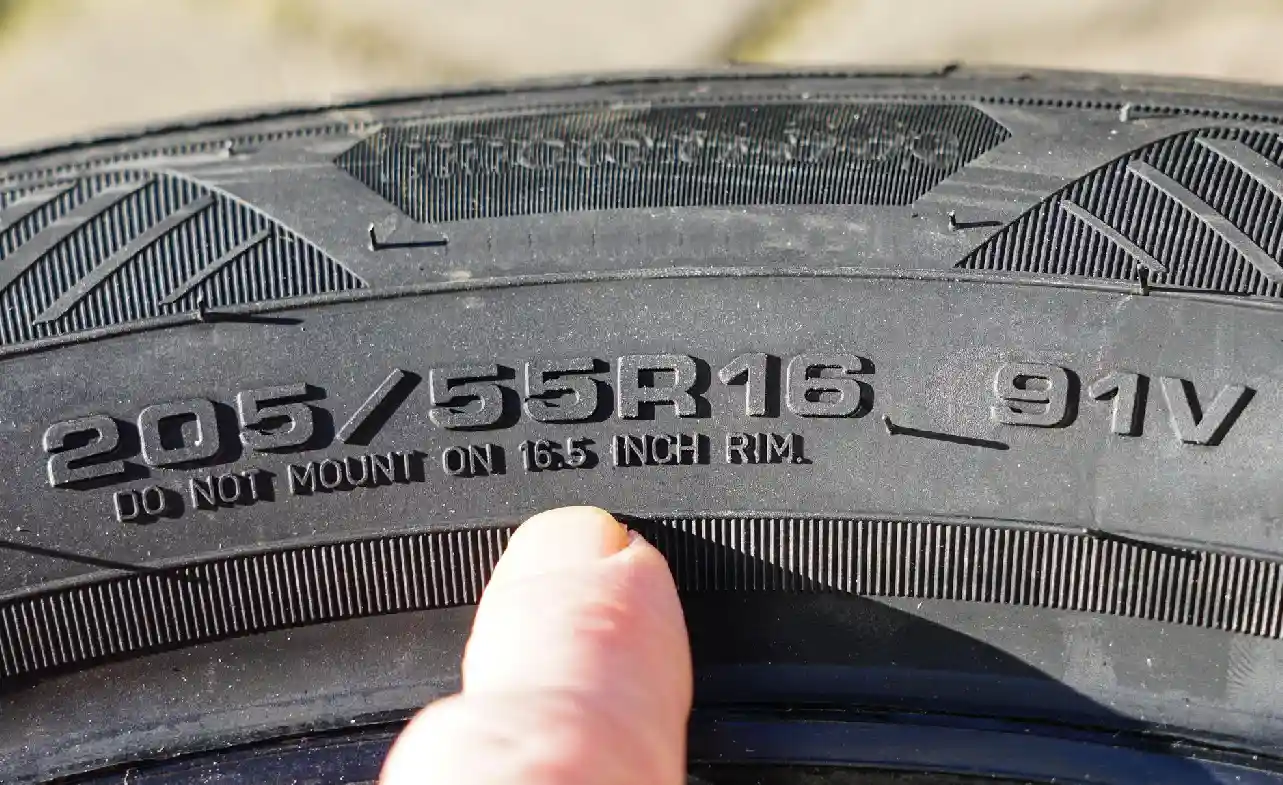 205/55R16 91V
DO NOT MOUNT ON 16.5 INCH RIM.